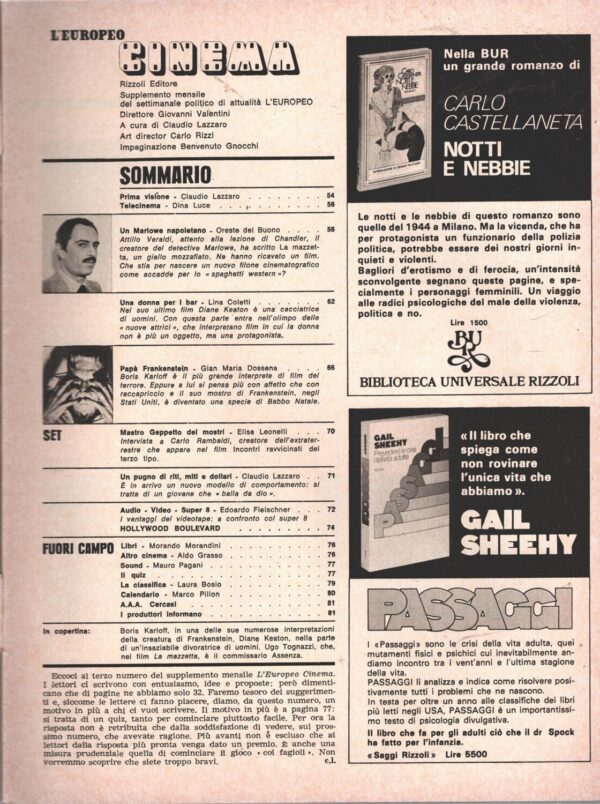 L'EUROPEO
CINEMA
Rizzoli Editore
Supplemento mensile
del settimanale politico di attualità L'EUROPEO
Direttore Giovanni Valentini
A cura di Claudio Lazzaro
Art director Carlo Rizzi
Impaginazione Benvenuto Gnocchi
SOMMARIO
Prima visione - Claudio Lazzaro . . . . . . . . 54
Telecinema - Dina Luce . . . . . . . . . . 56
Un Marlowe napoletano - Oreste del Buono . . . . 58
Attilio Veraldi, attento alla lezione di Chandler, il
creatore del detective Marlowe, ha scritto La mazzet-
ta, un giallo mozzafiato. Ne hanno ricavato un film.
Che stia per nascere un nuovo filone cinematografico
come accadde per lo «spaghetti western»?
Una donna per i bar - Lina Coletti . . . . . . . 62
Nel suo ultimo film Diane Keaton è una cacciatrice
di uomini. Con questa parte entra nell'olimpo delle
« nuove attrici », che interpretano film in cui la donna
non è più un oggetto, ma una protagonista.
Papà Frankenstein - Gian Maria Dossena . . . . . 66
Boris Karloff è il più grande interprete di film del
terrore. Eppure a lui si pensa più con affetto che con
raccapriccio e il suo mostro di Frankenstein, negli
Stati Uniti, è diventato una specie di Babbo Natale.
SET
Mastro Geppetto dei mostri - Elisa Leonelli . . . . 70
Intervista a Carlo Rambaldi, creatore dell'extrater-
restre che appare nel film Incontri ravvicinati del
terzo tipo.
Un pugno di riti, miti e dollari - Claudio Lazzaro . . 71
È in arrivo un nuovo modello di comportamento: si
tratta di un giovane che « balla da dio ».
Audio - Video - Super 8 - Edoardo Fleischner . . . 72
I vantaggi del videotape: a confronto col super 8
HOLLYWOOD BOULEVARD . . . . . . . . . 74
FUORI CAMPO
Libri - Morando Morandini . . . . . . . . . 76
Altro cinema - Aldo Grasso . . . . . . . . . 76
Sound - Mauro Pagani . . . . . . . . . . 77
Il quiz . . . . . . . . . . . . . . . 77
La classifica - Laura Bosio . . . . . . . . . 79
Calendario - Marco Pillon . . . . . . . . . 80
A.A.A. Cercasi . . . . . . . . . . . . 81
I produttori informano . . . . . . . . . . 81
In copertina:
Boris Karloff, in una delle sue numerose interpretazioni
della creatura di Frankenstein, Diane Keaton, nella parte
di un'insaziabile divoratrice di uomini. Ugo Tognazzi, che,
nel film La mazzetta, è il commissario Assenza.
Eccoci al terzo numero del supplemento mensile L'Europeo Cinema.
I lettori ci scrivono con entusiasmo, idee e proposte; però dimenti-
cano che di pagine ne abbiamo solo 32. Faremo tesoro dei suggerimen-
ti e, siccome le lettere ci fanno piacere, diamo, da questo numero, un
motivo in più a chi ci vuol scrivere. Il motivo in più è a pagina 77:
si tratta di un quiz, tanto per cominciare piuttosto facile. Per ora la
risposta non è retribuita che dalla soddisfazione di vedere, sul pros-
simo numero, che avevate ragione. Più avanti non è escluso che ai
lettori dalla risposta più pronta venga dato un premio. È anche una
misura prudenziale quella di cominciare il gioco « coi fagioli ». Non
vorremmo scoprire che siete troppo bravi. c.l.
Nella BUR
un grande romanzo di
CARLO
CASTELLANETA
NOTTI
E NEBBIE
Le notti e le nebbie di questo romanzo sono
quelle del 1944 a Milano. Ma la vicenda, che ha
per protagonista un funzionario della polizia
politica, potrebbe essere dei nostri giorni in-
quieti e violenti.
Bagliori d'erotismo e di ferocia, un'intensità
sconvolgente segnano queste pagine, e spe-
cialmente i personaggi femminili. Un viaggio
alle radici psicologiche del male della violenza,
politica e no.
Lire 1500
BUR
BIBLIOTECA UNIVERSALE RIZZOLI
GAIL
SHEEHY
Prevedere le crisi
dell'età adulta
PASSAGGI
« Il libro che
spiega come
non rovinare
l'unica vita che
abbiamo ».
GAIL
SHEEHY
PASSAGGI
I «Passaggi» sono le crisi della vita adulta, quei
mutamenti fisici e psichici cui inevitabilmente an-
diamo incontro tra i vent'anni e l'ultima stagione
della vita.
PASSAGGI li analizza e indica come risolvere posi-
tivamente tutti i problemi che ne nascono.
In testa per oltre un anno alle classifiche dei libri
più letti negli USA, PASSAGGI è un importantissi-
mo testo di psicologia divulgativa.
Il libro che fa per gli adulti ciò che il dr Spock
ha fatto per l'infanzia.
«Saggi Rizzoli» Lire 5500